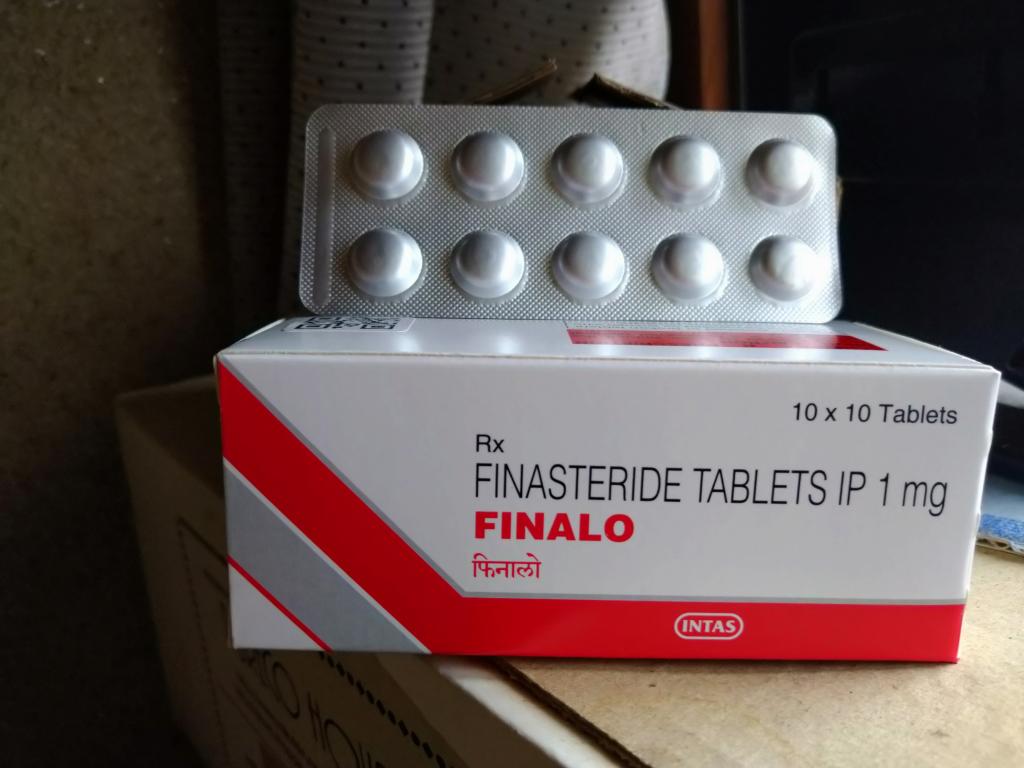 10 x 10 Tablets
Rx
FINASTERIDE TABLETS IP 1 mg
FINALO
फिनालो
INTAS